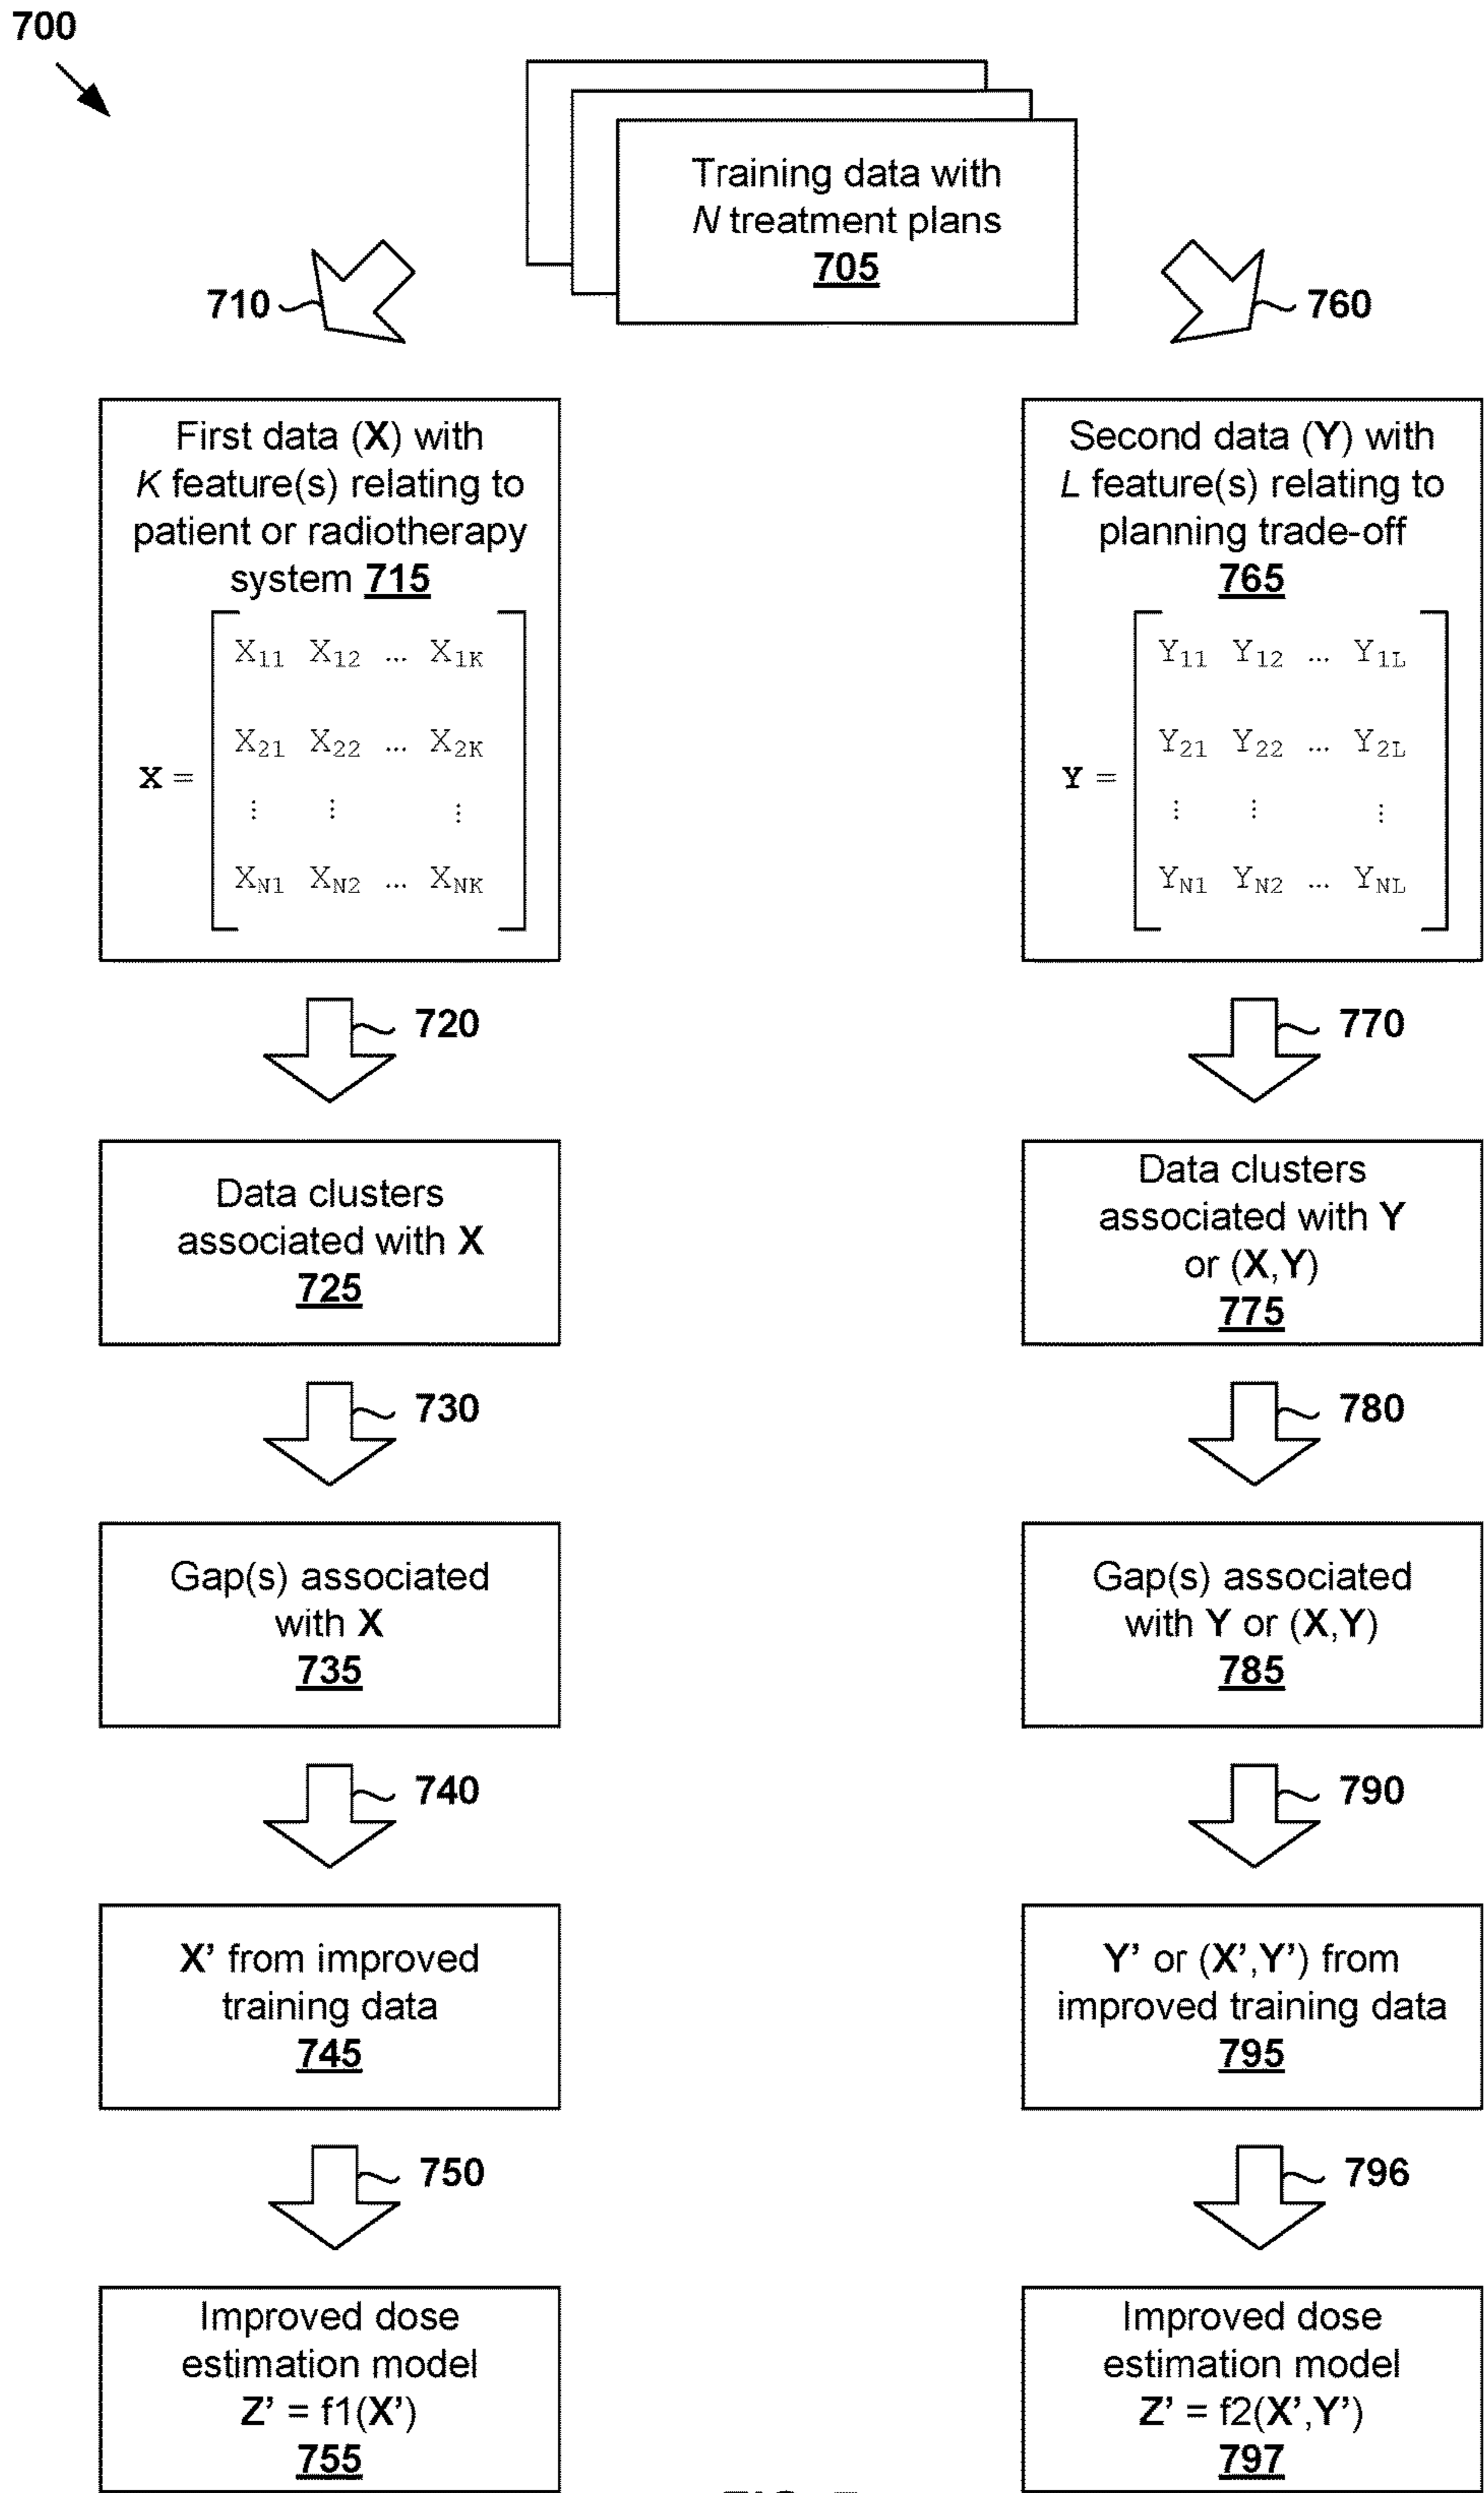 700
Training data with
N treatment plans
705
710
760
First data (X) with
K feature(s) relating to
patient or radiotherapy
system 715
X =
X11 X12 ... X1K
X21 X22 ... X2K
⋮ ⋮ ⋮
XN1 XN2 ... XNK
Second data (Y) with
L feature(s) relating to
planning trade-off
765
Y =
Y11 Y12 ... Y1L
Y21 Y22 ... Y2L
⋮ ⋮ ⋮
YN1 YN2 ... YNL
720
770
Data clusters
associated with X
725
Data clusters
associated with Y
or (X,Y)
775
730
780
Gap(s) associated
with X
735
Gap(s) associated
with Y or (X,Y)
785
740
790
X' from improved
training data
745
Y' or (X',Y') from
improved training data
795
750
796
Improved dose
estimation model
Z' = f1(X')
755
Improved dose
estimation model
Z' = f2(X',Y')
797